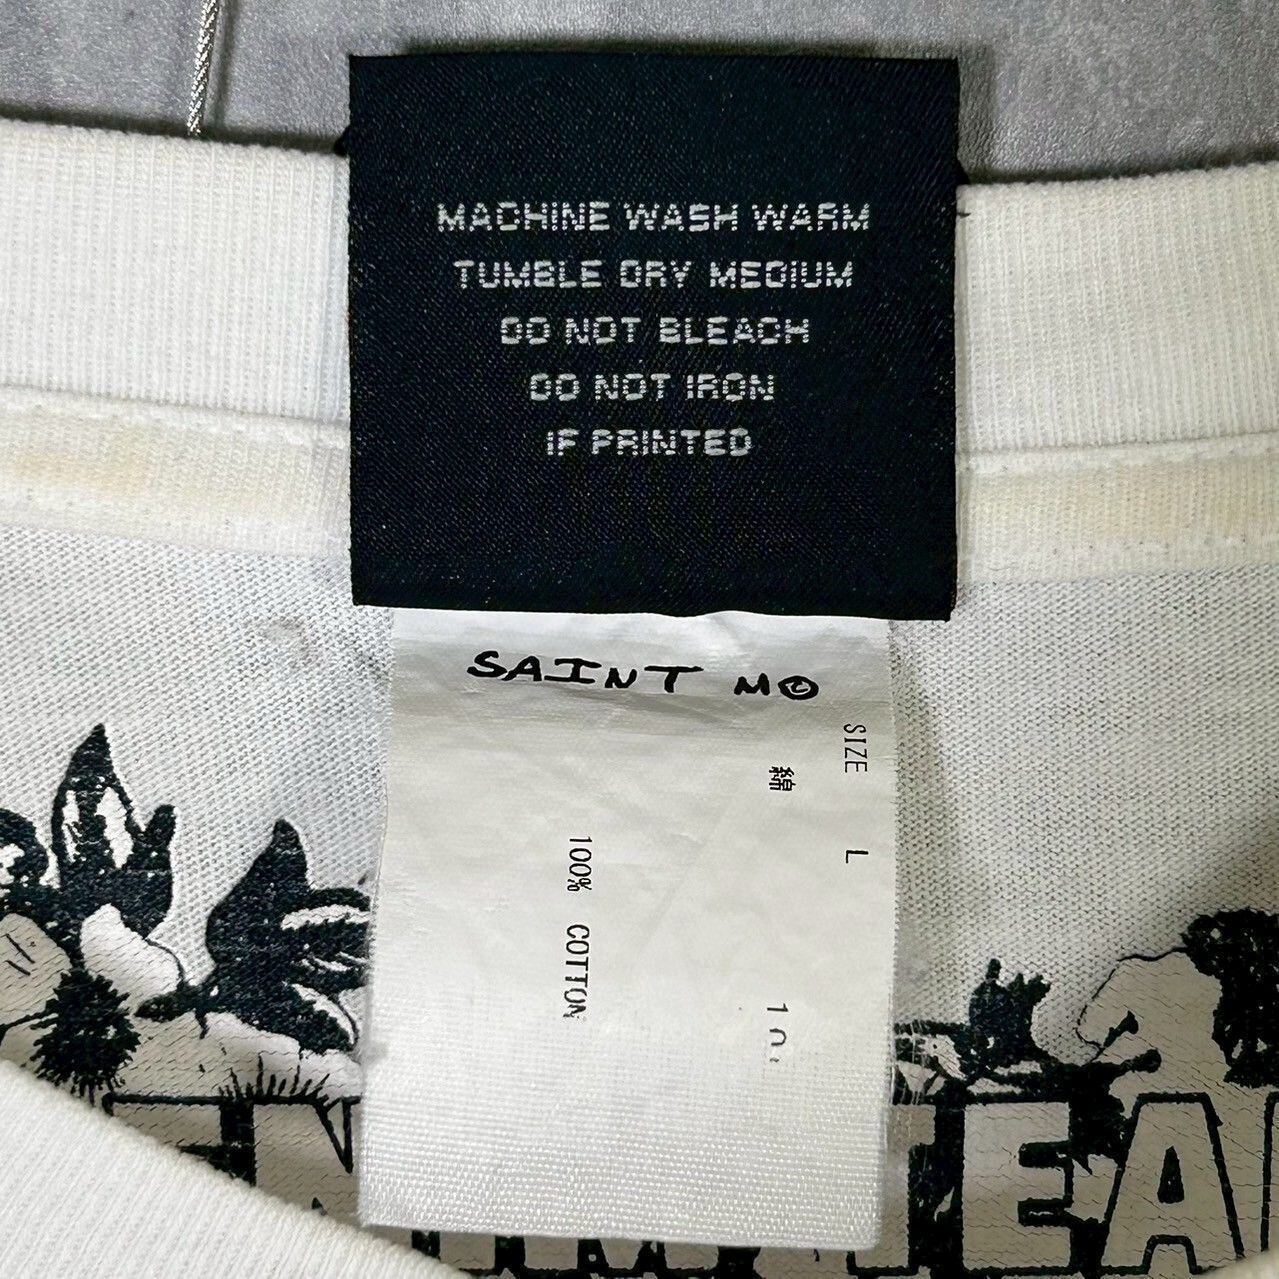 MACHINE WASH WARM
TUMBLE DRY MEDIUM
DO NOT BLEACH
DO NOT IRON
IF PRINTED
SAINT M©
SIZE L
綿
100% COTTON